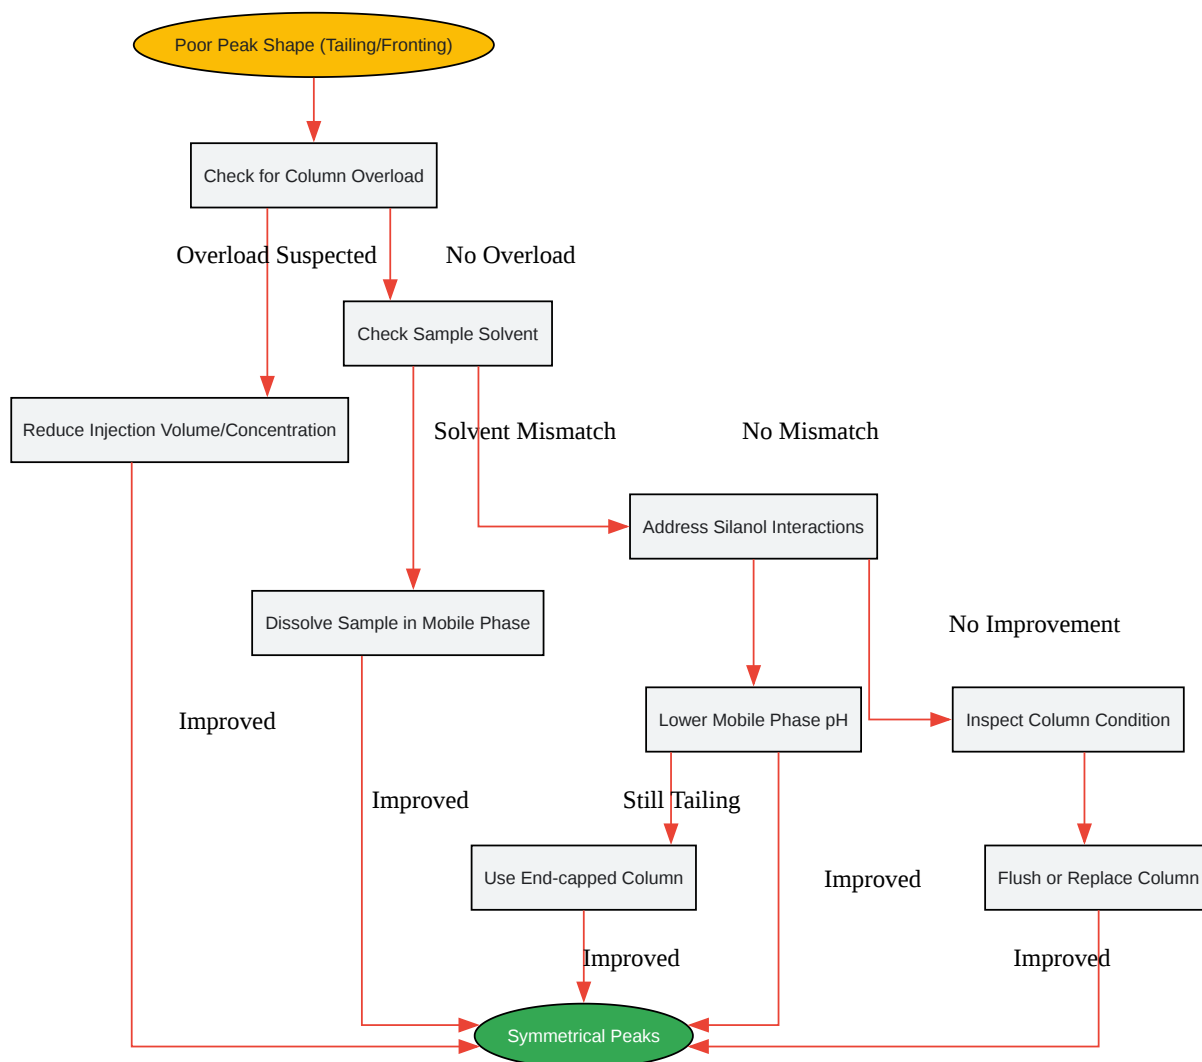 Poor Peak Shape (Tailing/Fronting)
Check for Column Overload
Overload Suspected
No Overload
Check Sample Solvent
Reduce Injection Volume/Concentration
Solvent Mismatch
No Mismatch
Address Silanol Interactions
Dissolve Sample in Mobile Phase
No Improvement
Improved
Lower Mobile Phase pH
Inspect Column Condition
Improved
Still Tailing
Use End-capped Column
Improved
Flush or Replace Column
Improved
Improved
Symmetrical Peaks